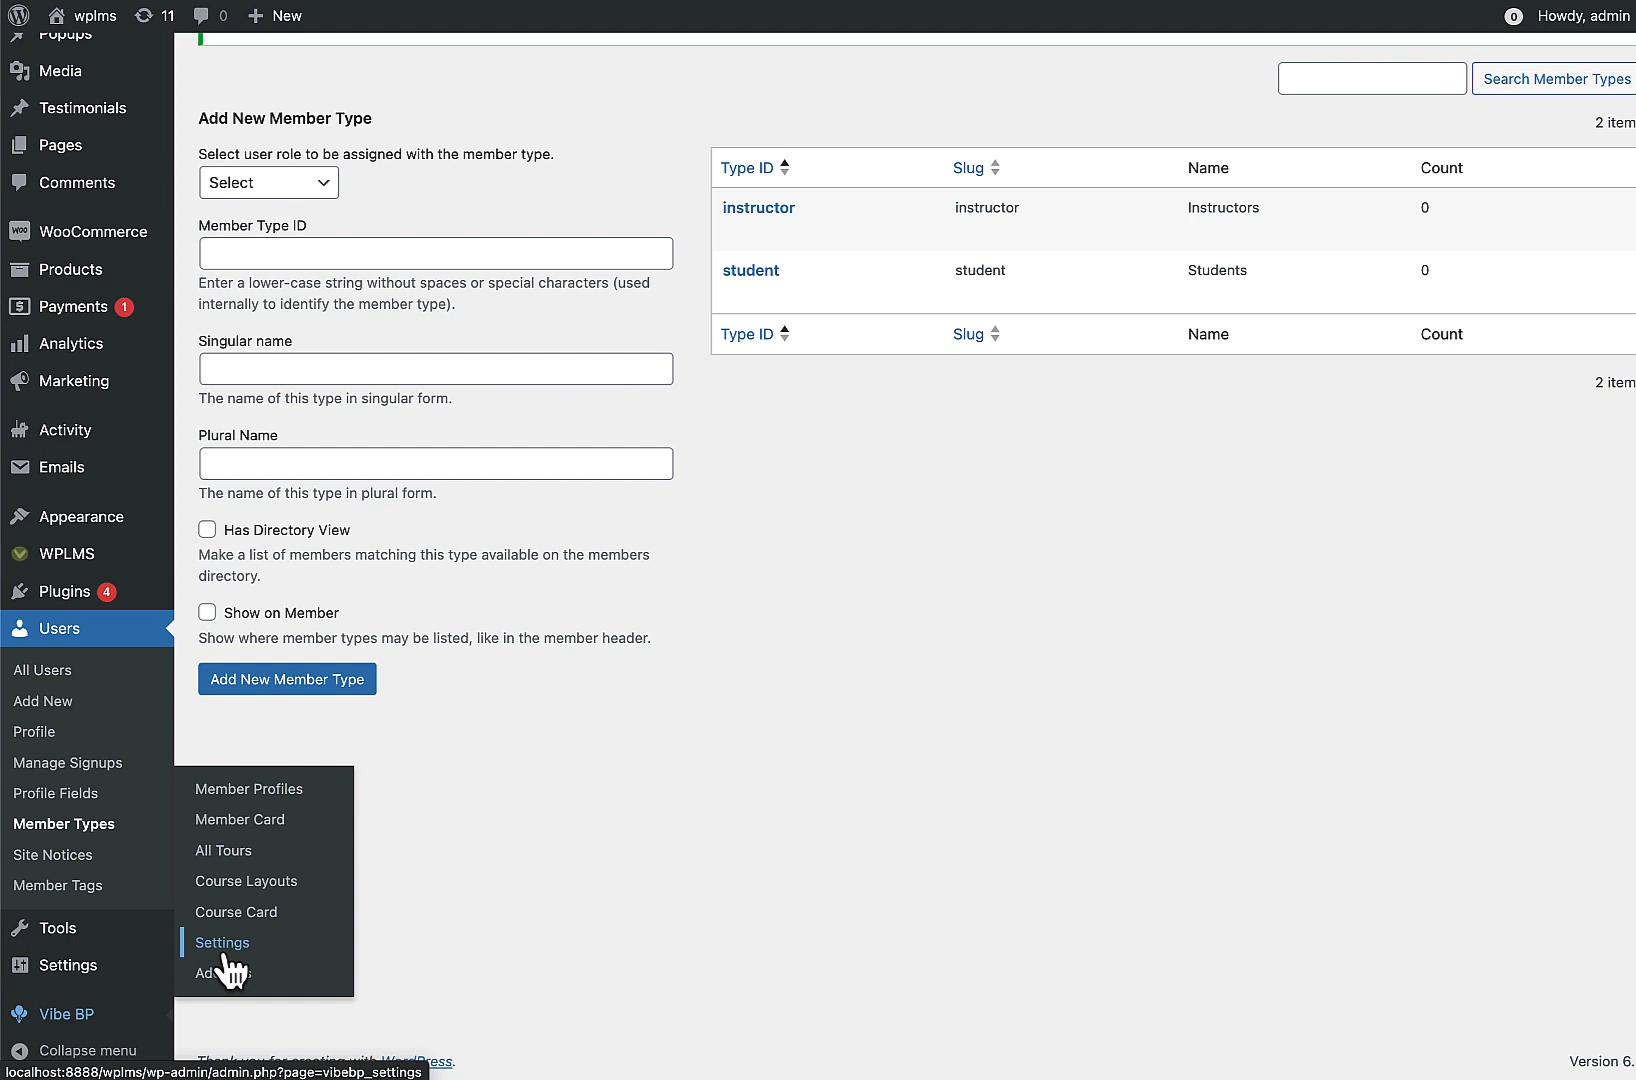 wplms 11 0 New 0 Howdy, admin
Popups
Media
Testimonials
Pages
Comments
WooCommerce
Products
Payments 1
Analytics
Marketing
Activity
Emails
Appearance
WPLMS
Plugins 4
Users
All Users
Add New
Profile
Manage Signups
Profile Fields
Member Types
Site Notices
Member Tags
Tools
Settings
Vibe BP
Collapse menu
Member Profiles
Member Card
All Tours
Course Layouts
Course Card
Settings
Search Member Types
2 item
Add New Member Type
Select user role to be assigned with the member type.
Select
Member Type ID
Enter a lower-case string without spaces or special characters (used
internally to identify the member type).
Singular name
The name of this type in singular form.
Plural Name
The name of this type in plural form.
Has Directory View
Make a list of members matching this type available on the members
directory.
Show on Member
Show where member types may be listed, like in the member header.
Add New Member Type
Type ID Slug Name Count
instructor instructor Instructors 0
student student Students 0
Type ID Slug Name Count
2 item
Thank you for creating with WordPress.
Version 6.
localhost:8888/wplms/wp-admin/admin.php?page=vibebp_settings